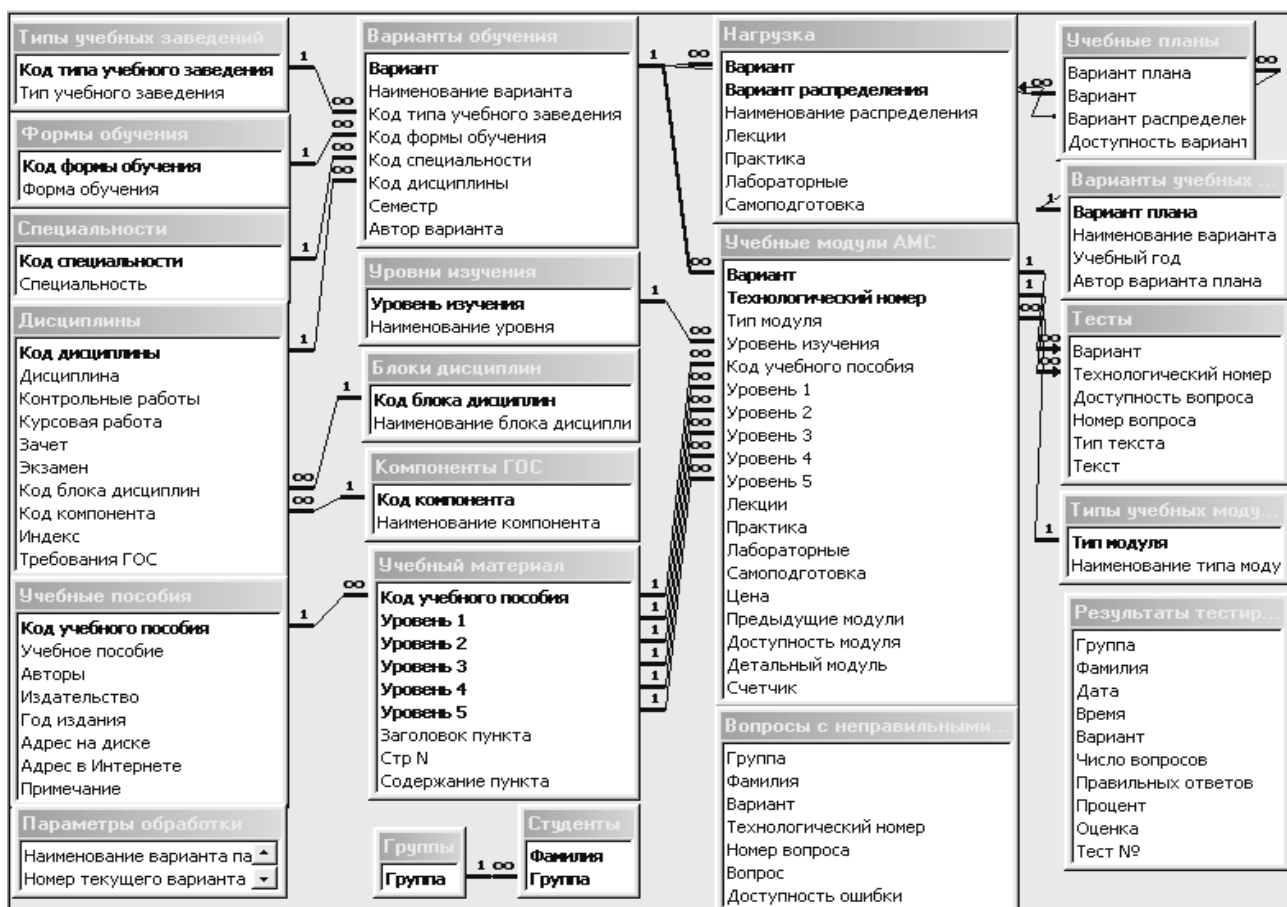 Типы учебных заведений
Код типа учебного заведения
Тип учебного заведения
Формы обучения
Код формы обучения
Форма обучения
Специальности
Код специальности
Специальность
Дисциплины
Код дисциплины
Дисциплина
Контрольные работы
Курсовая работа
Зачет
Экзамен
Код блока дисциплин
Код компонента
Индекс
Требования ГОС
Учебные пособия
Код учебного пособия
Учебное пособие
Авторы
Издательство
Год издания
Адрес на диске
Адрес в Интернете
Примечание
Параметры обработки
Наименование варианта па
Номер текущего варианта
Варианты обучения
Вариант
Наименование варианта
Код типа учебного заведения
Код формы обучения
Код специальности
Код дисциплины
Семестр
Автор варианта
Уровни изучения
Уровень изучения
Наименование уровня
Блоки дисциплин
Код блока дисциплин
Наименование блока дисципли
Компоненты ГОС
Код компонента
Наименование компонента
Учебный материал
Код учебного пособия
Уровень 1
Уровень 2
Уровень 3
Уровень 4
Уровень 5
Заголовок пункта
Стр N
Содержание пункта
Группы
Группа
1 ∞
Студенты
Фамилия
Группа
Нагрузка
Вариант
Вариант распределения
Наименование распределения
Лекции
Практика
Лабораторные
Самоподготовка
Учебные модули АМС
Вариант
Технологический номер
Тип модуля
Уровень изучения
Код учебного пособия
Уровень 1
Уровень 2
Уровень 3
Уровень 4
Уровень 5
Лекции
Практика
Лабораторные
Самоподготовка
Цена
Предыдущие модули
Доступность модуля
Детальный модуль
Счетчик
Вопросы с неправильными...
Группа
Фамилия
Вариант
Технологический номер
Номер вопроса
Вопрос
Доступность ошибки
Учебные планы
Вариант плана
Вариант
Вариант распределен
Доступность вариант
Варианты учебных ...
Вариант плана
Наименование варианта
Учебный год
Автор варианта плана
Тесты
Вариант
Технологический номер
Доступность вопроса
Номер вопроса
Тип текста
Текст
Типы учебных моду...
Тип модуля
Наименование типа моду
Результаты тестир...
Группа
Фамилия
Дата
Время
Вариант
Число вопросов
Правильных ответов
Процент
Оценка
Тест №